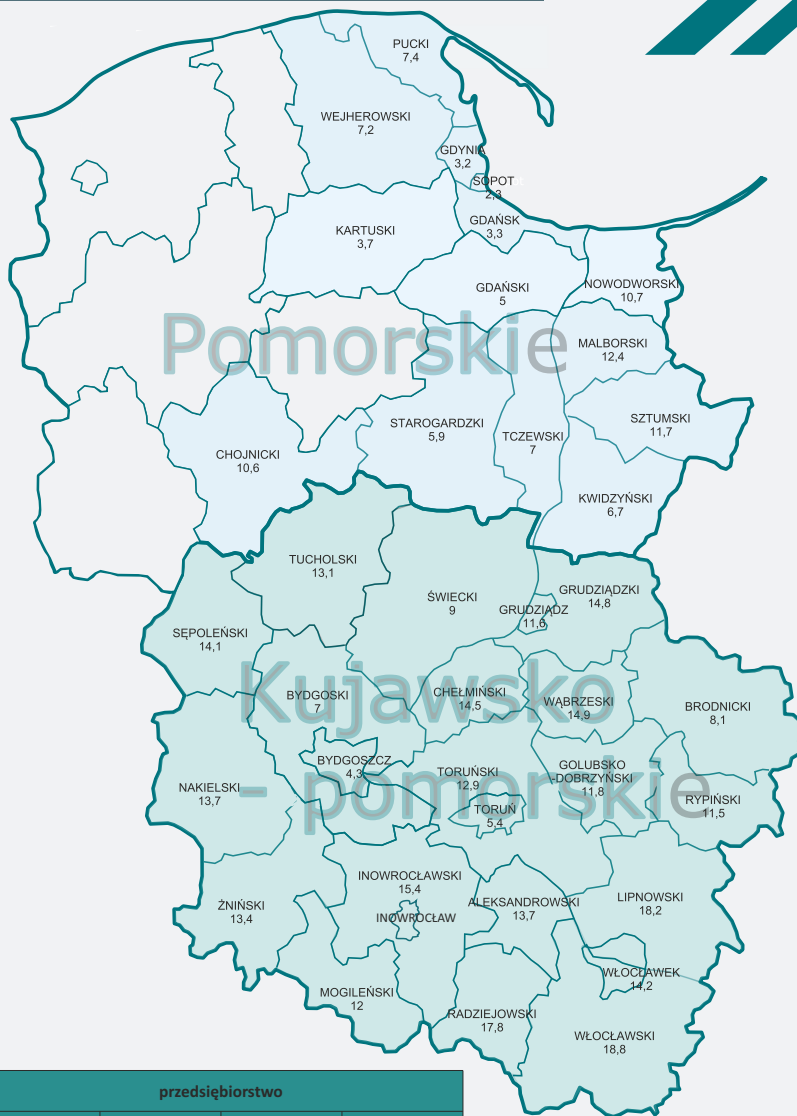 PUCKI
7,4
WEJHEROWSKI
7,2
GDYNIA
3,2
SOPOT
2,3
GDAŃSK
3,3
KARTUSKI
3,7
GDAŃSKI
5
NOWODWORSKI
10,7
Pomorskie
MALBORSKI
12,4
STAROGARDZKI
5,9
TCZEWSKI
7
SZTUMSKI
11,7
CHOJNICKI
10,6
KWIDZYŃSKI
6,7
TUCHOLSKI
13,1
ŚWIECKI
9
GRUDZIĄDZKI
14,8
GRUDZIĄDZ
11,6
SĘPOLEŃSKI
14,1
Kujawsko
BYDGOSKI
7
CHEŁMIŃSKI
14,5
WĄBRZESKI
14,9
BRODNICKI
8,1
BYDGOSZCZ
4,3
TORUŃSKI
12,9
GOLUBSKO
-DOBRZYŃSKI
11,8
NAKIELSKI
13,7
- pomorskie
TORUŃ
5,4
RYPIŃSKI
11,5
INOWROCŁAWSKI
15,4
INOWROCŁAW
ŻNIŃSKI
13,4
ALEKSANDROWSKI
13,7
LIPNOWSKI
18,2
WŁOCŁAWEK
14,2
MOGILEŃSKI
12
RADZIEJOWSKI
17,8
WŁOCŁAWSKI
18,8
przedsiębiorstwo